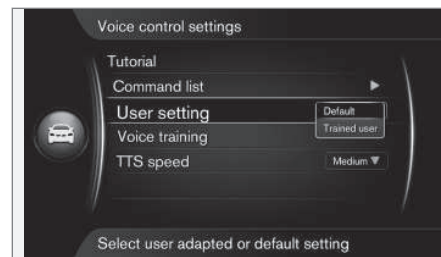 Voice control settings
Tutorial
Command list
User setting
Default
Trained user
Voice training
TTS speed
Medium
Select user adapted or default setting